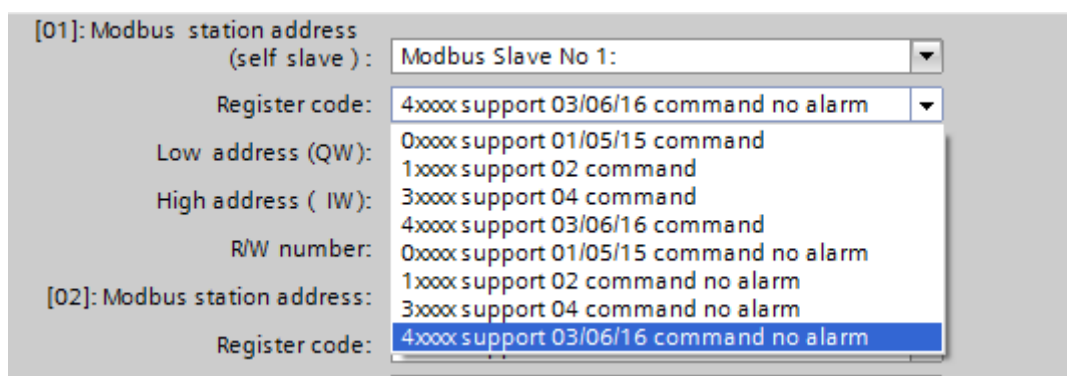 [01]: Modbus station address
(self slave ) :
Modbus Slave No 1:
Register code:
4xxxx support 03/06/16 command no alarm
Low address (QW):
0xxxx support 01/05/15 command
1xxxx support 02 command
High address ( IW):
3xxxx support 04 command
4xxxx support 03/06/16 command
R/W number:
0xxxx support 01/05/15 command no alarm
1xxxx support 02 command no alarm
[02]: Modbus station address:
3xxxx support 04 command no alarm
Register code:
4xxxx support 03/06/16 command no alarm